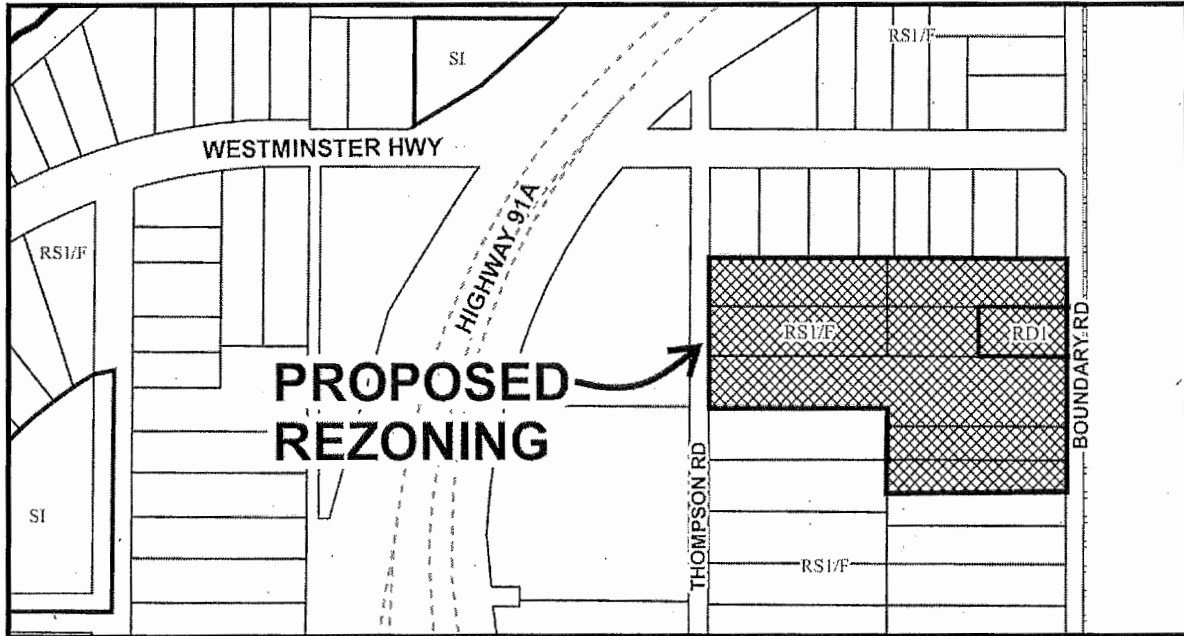 SI
RS1/F
WESTMINSTER HWY
HIGHWAY 91A
RS1/F
RS1/F
RD1
BOUNDARY RD
PROPOSED
REZONING
THOMPSON RD
SI
RS1/F